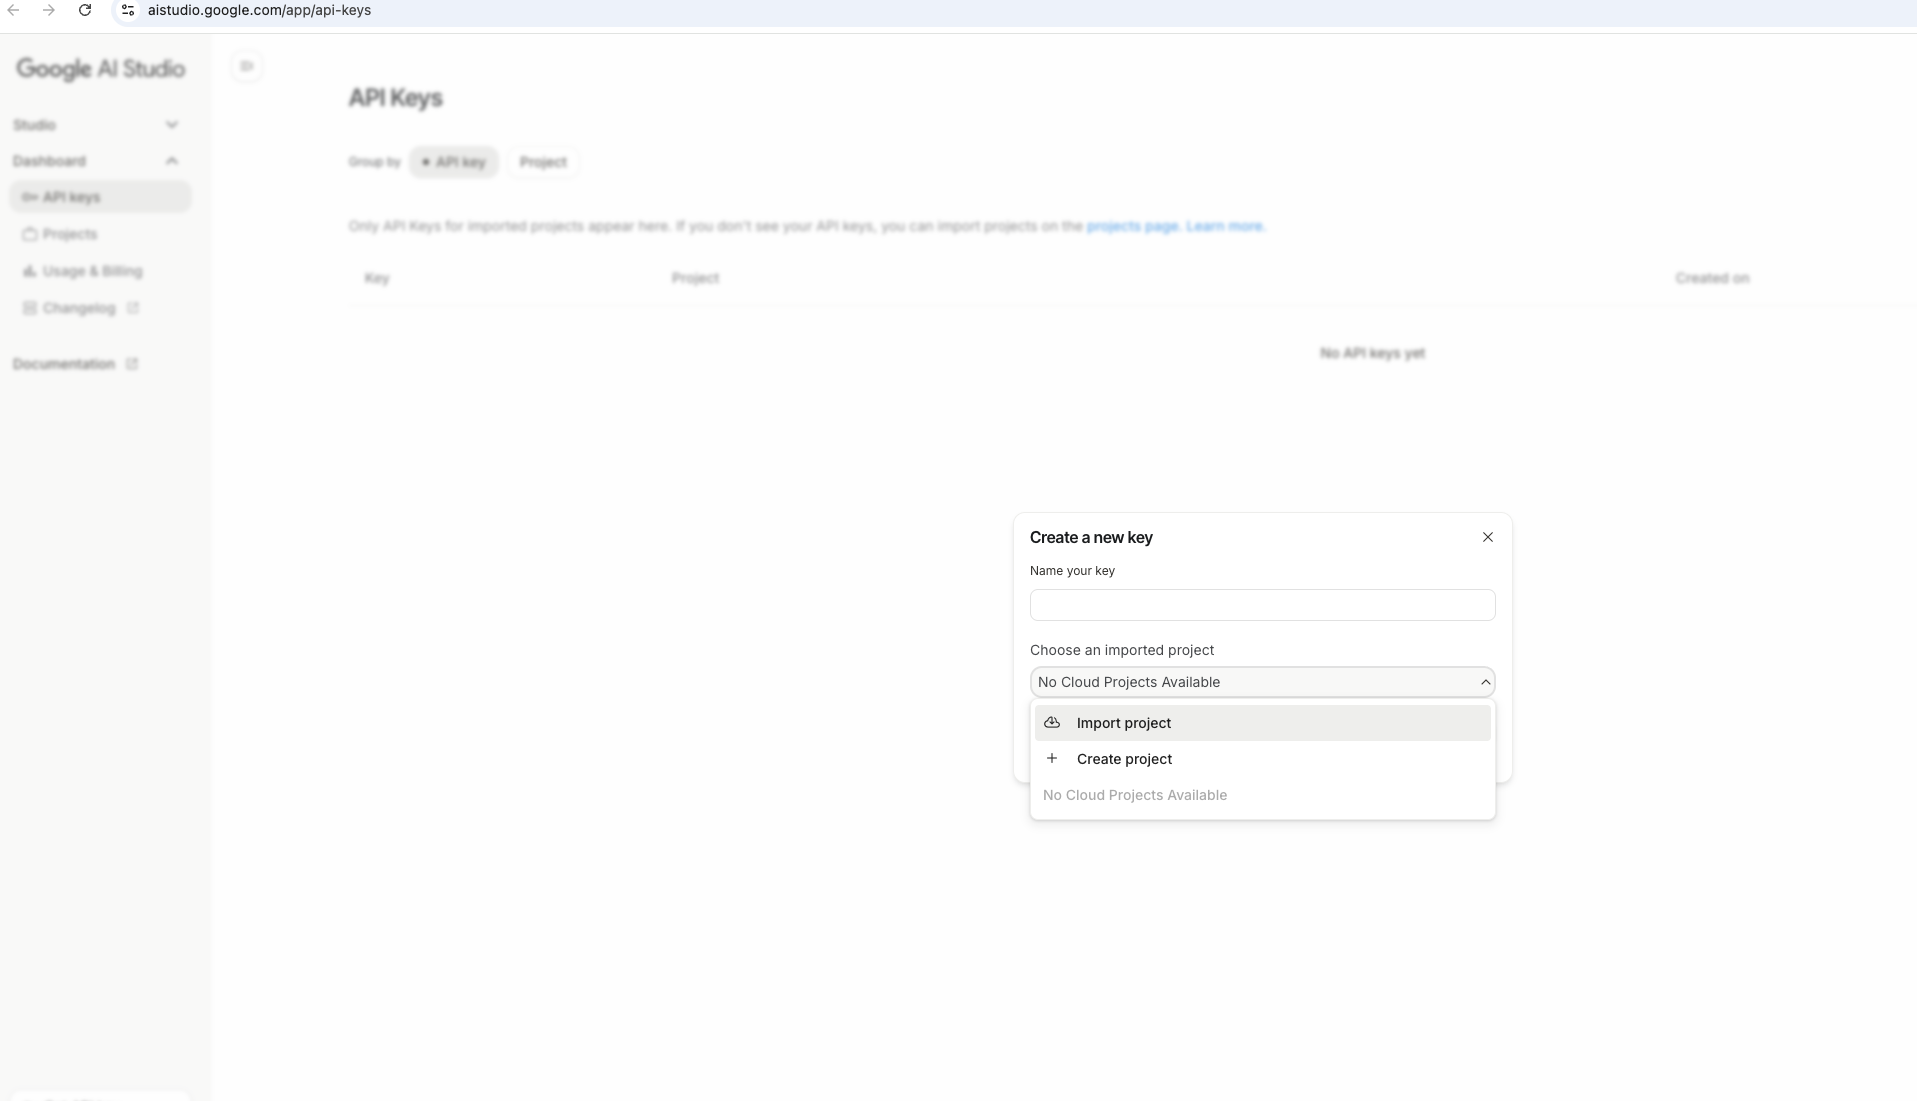 aistudio.google.com/app/api-keys
Google AI Studio
Studio
Dashboard
API keys
Projects
Usage & Billing
Changelog
Documentation
API Keys
Group by API key Project
Only API Keys for imported projects appear here. If you don't see your API keys, you can import projects on the projects page. Learn more.
Key Project Created on
No API keys yet
Create a new key
Name your key
Choose an imported project
No Cloud Projects Available
Import project
Create project
No Cloud Projects Available